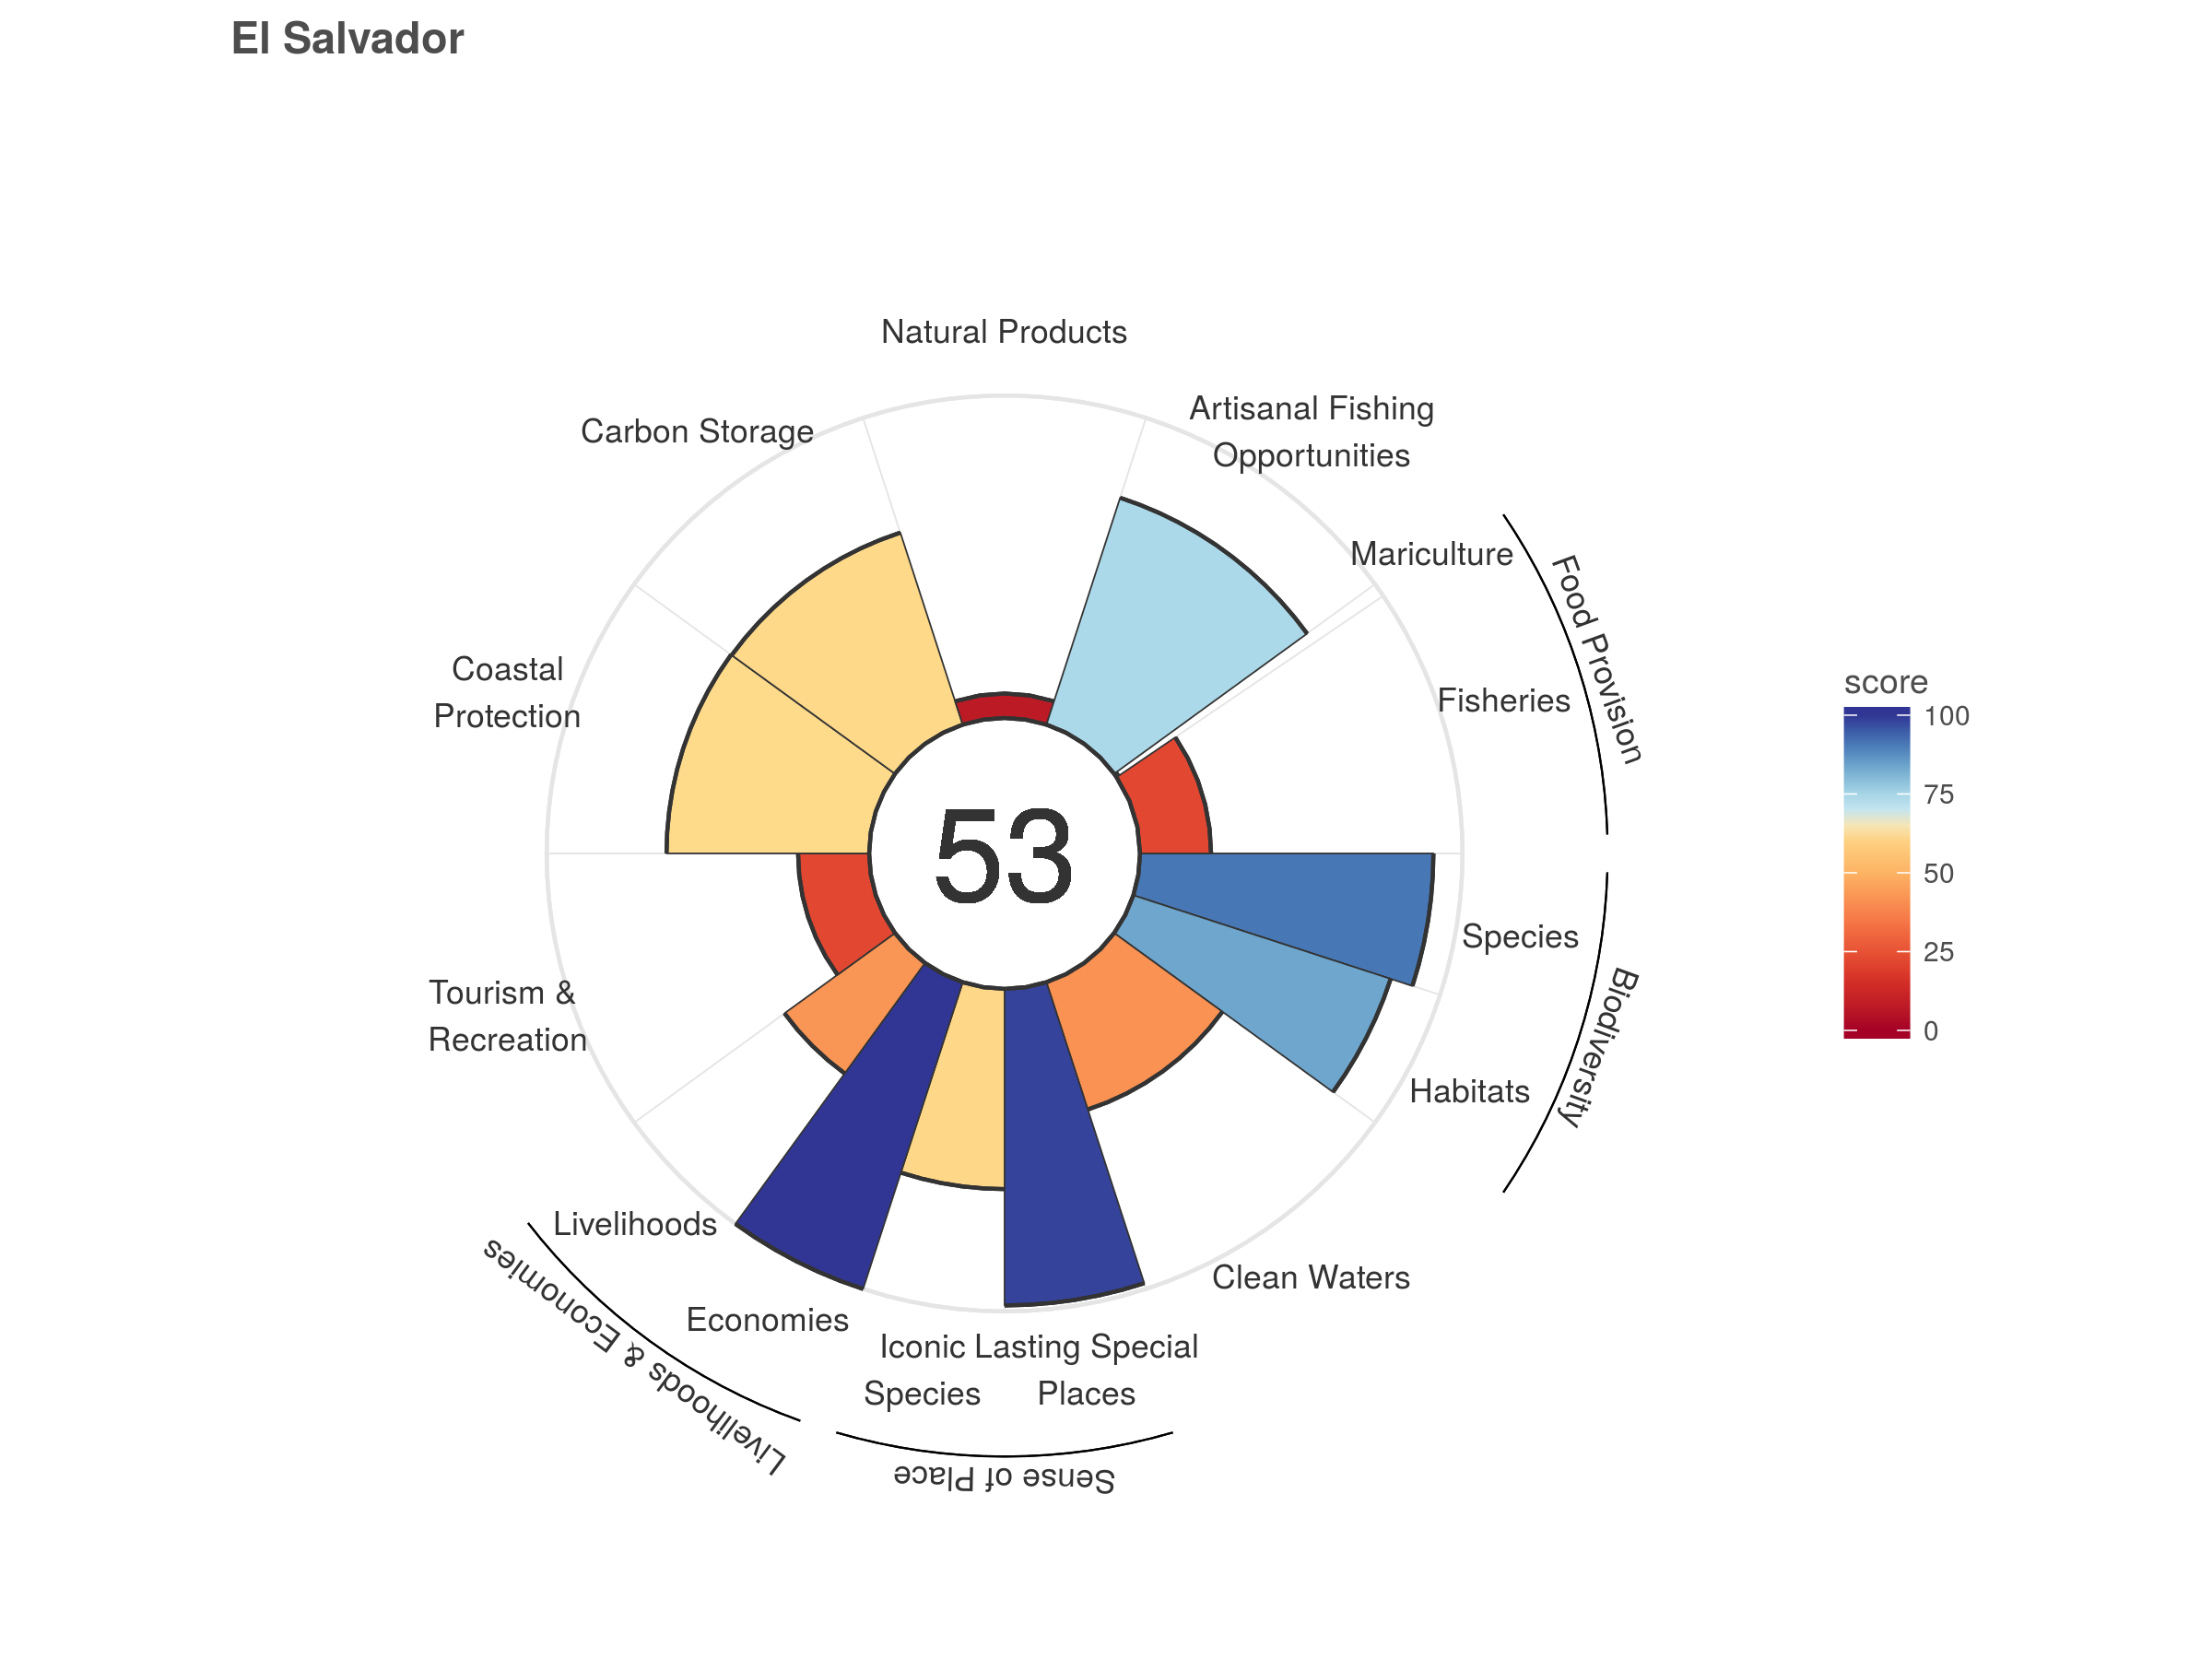 El Salvador
Natural Products
Artisanal Fishing
Opportunities
Carbon Storage
Mariculture
Food Provision
Fisheries
Coastal
Protection
53
Species
Biodiversity
Habitats
Tourism &
Recreation
Livelihoods
Livelihoods & Economies
Economies
Clean Waters
Iconic
Species
Lasting Special
Places
Sense of Place
score
100
75
50
25
0